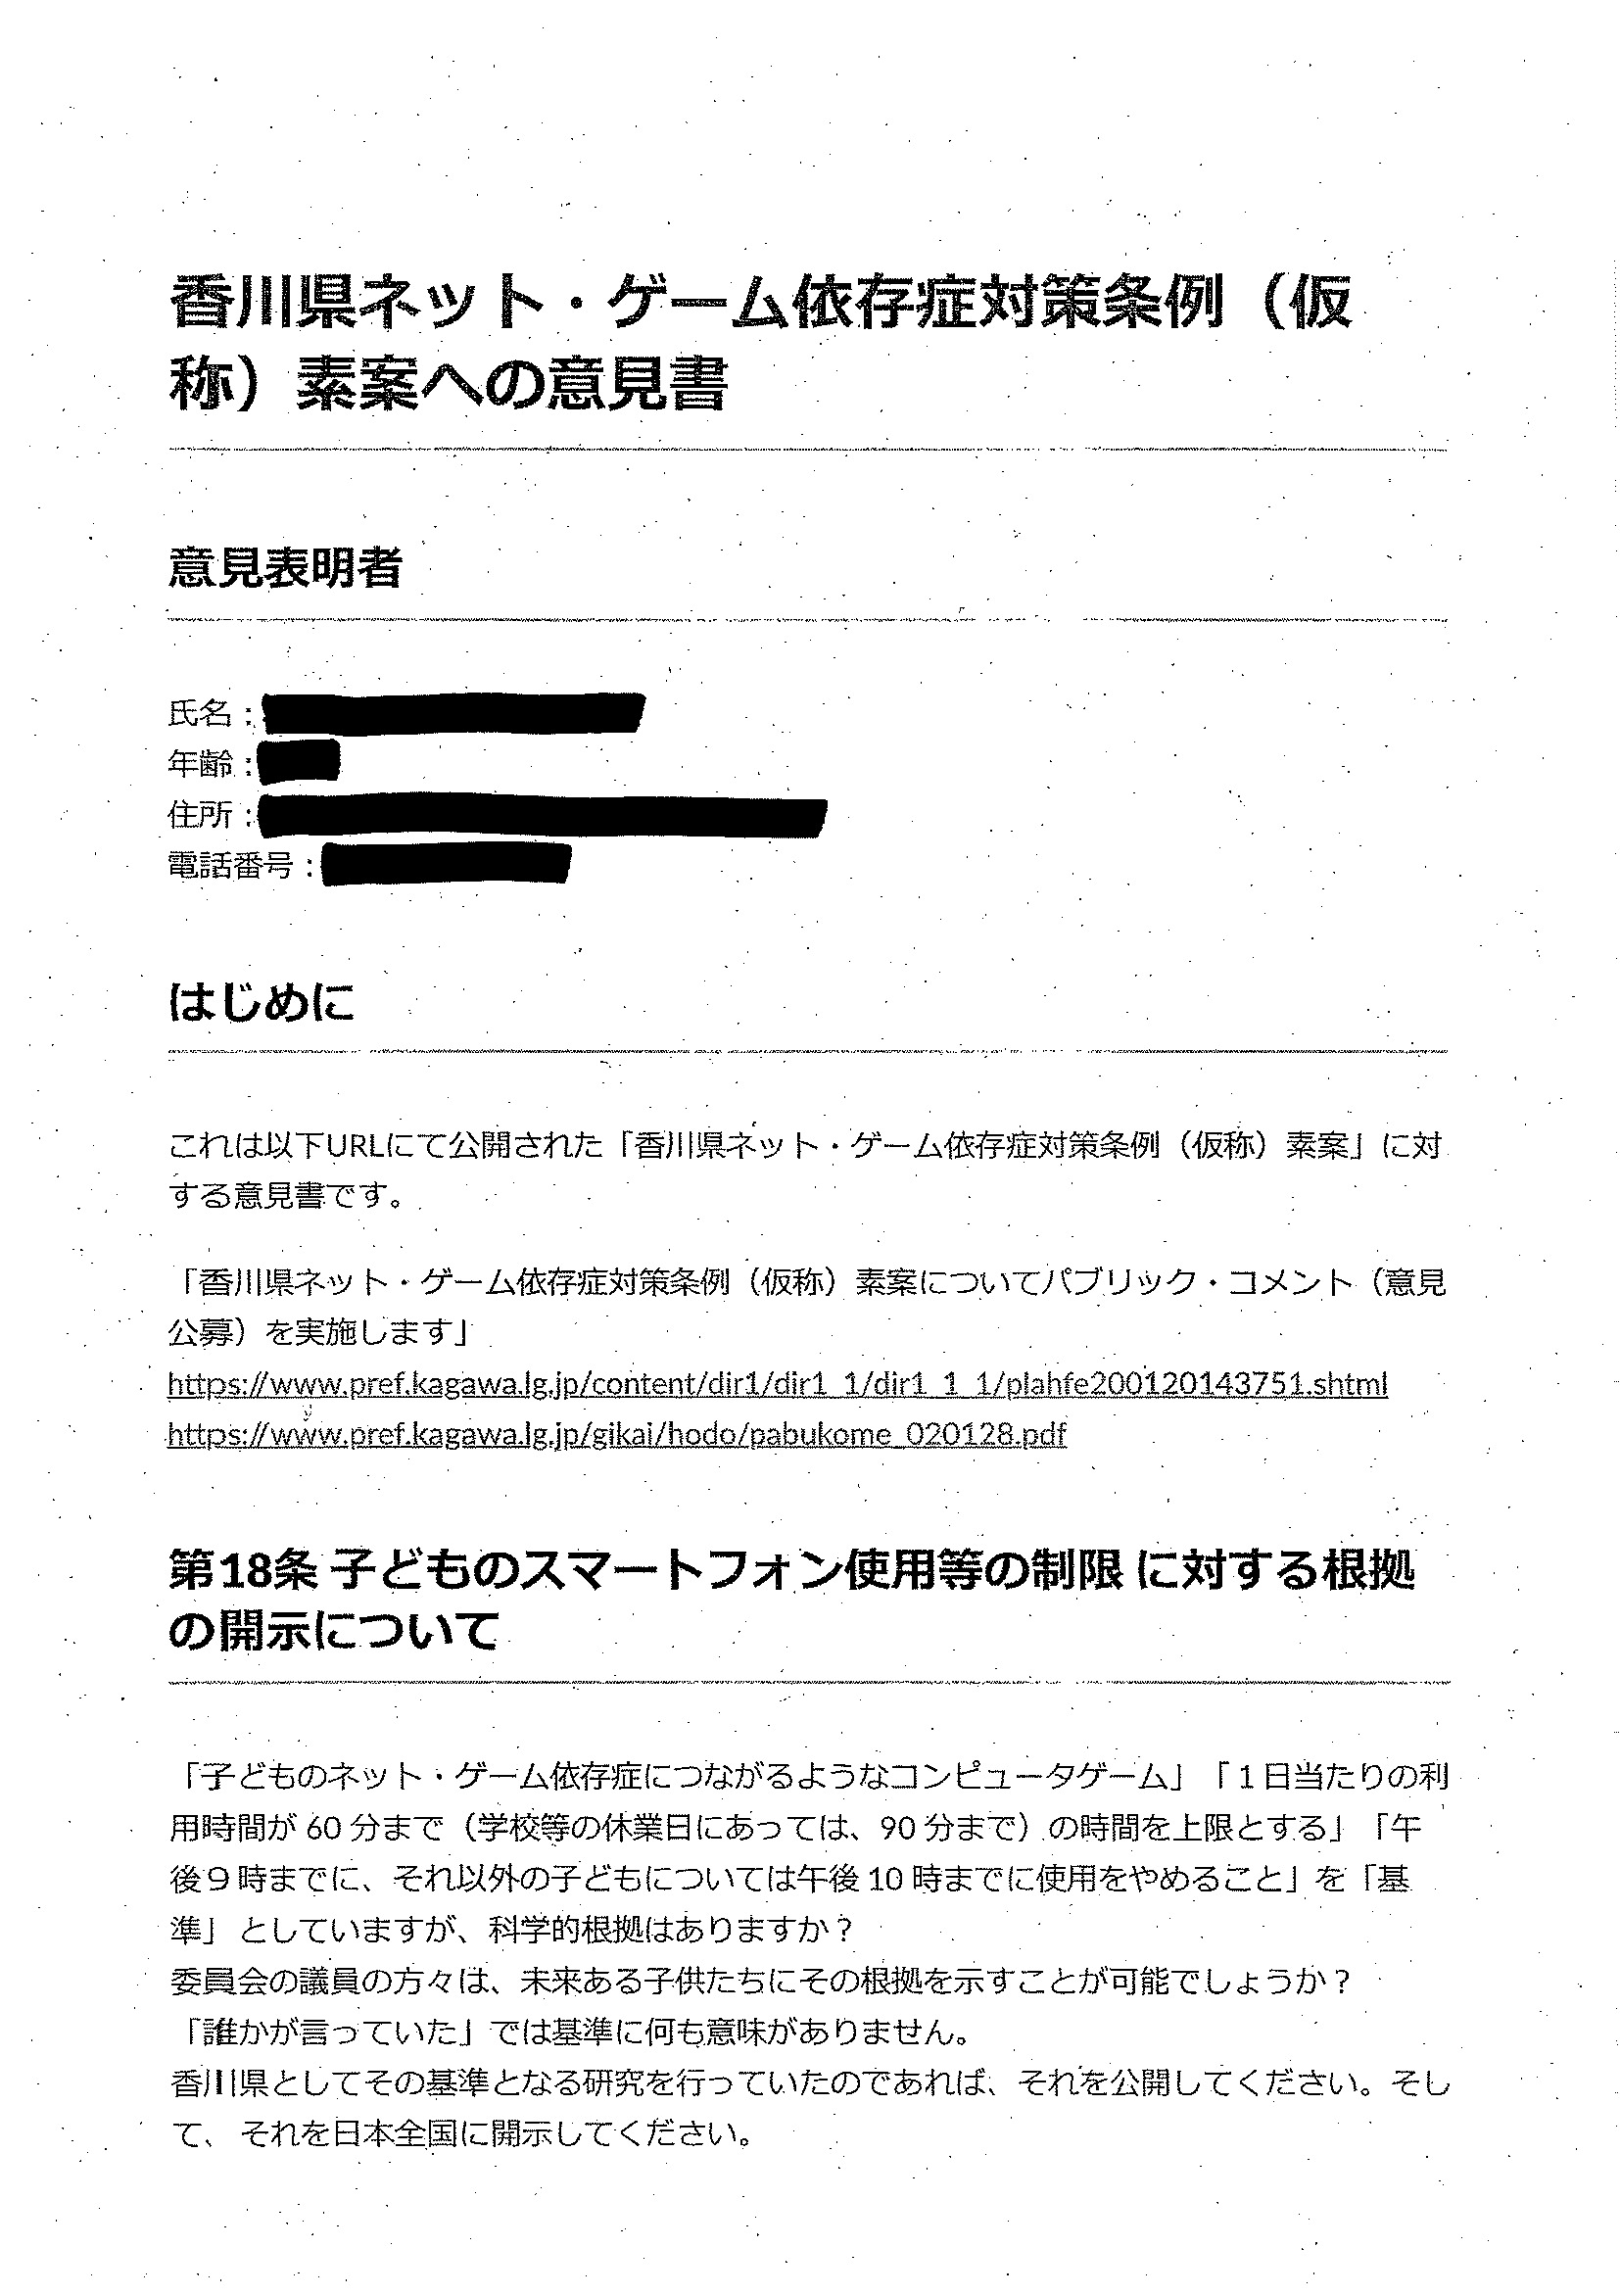 香川県ネット・ゲーム依存症対策条例（仮
称）素案への意見書
意見表明者
氏名：
年齢：
住所：
電話番号：
はじめに
これは以下URLにて公開された「香川県ネット・ゲーム依存症対策条例（仮称）素案」に対
する意見書です。
「香川県ネット・ゲーム依存症対策条例（仮称）素案についてパブリック・コメント（意見
公募）を実施します」
https://www.pref.kagawa.lg.jp/content/dir1/dir1_1/dir1_1_1/plahfe200120143751.shtml
https://www.pref.kagawa.lg.jp/gikai/hodo/pabukome_020128.pdf
第18条 子どものスマートフォン使用等の制限 に対する根拠
の開示について
「子どものネット・ゲーム依存症につながるようなコンピュータゲーム」「１日当たりの利
用時間が 60 分まで（学校等の休業日にあっては、90 分まで）の時間を上限とする」「午
後９時までに、それ以外の子どもについては午後 10 時までに使用をやめること」を「基
準」としていますが、科学的根拠はありますか？
委員会の議員の方々は、未来ある子供たちにその根拠を示すことが可能でしょうか？
「誰かが言っていた」では基準に何も意味がありません。
香川県としてその基準となる研究を行っていたのであれば、それを公開してください。そし
て、それを日本全国に開示してください。